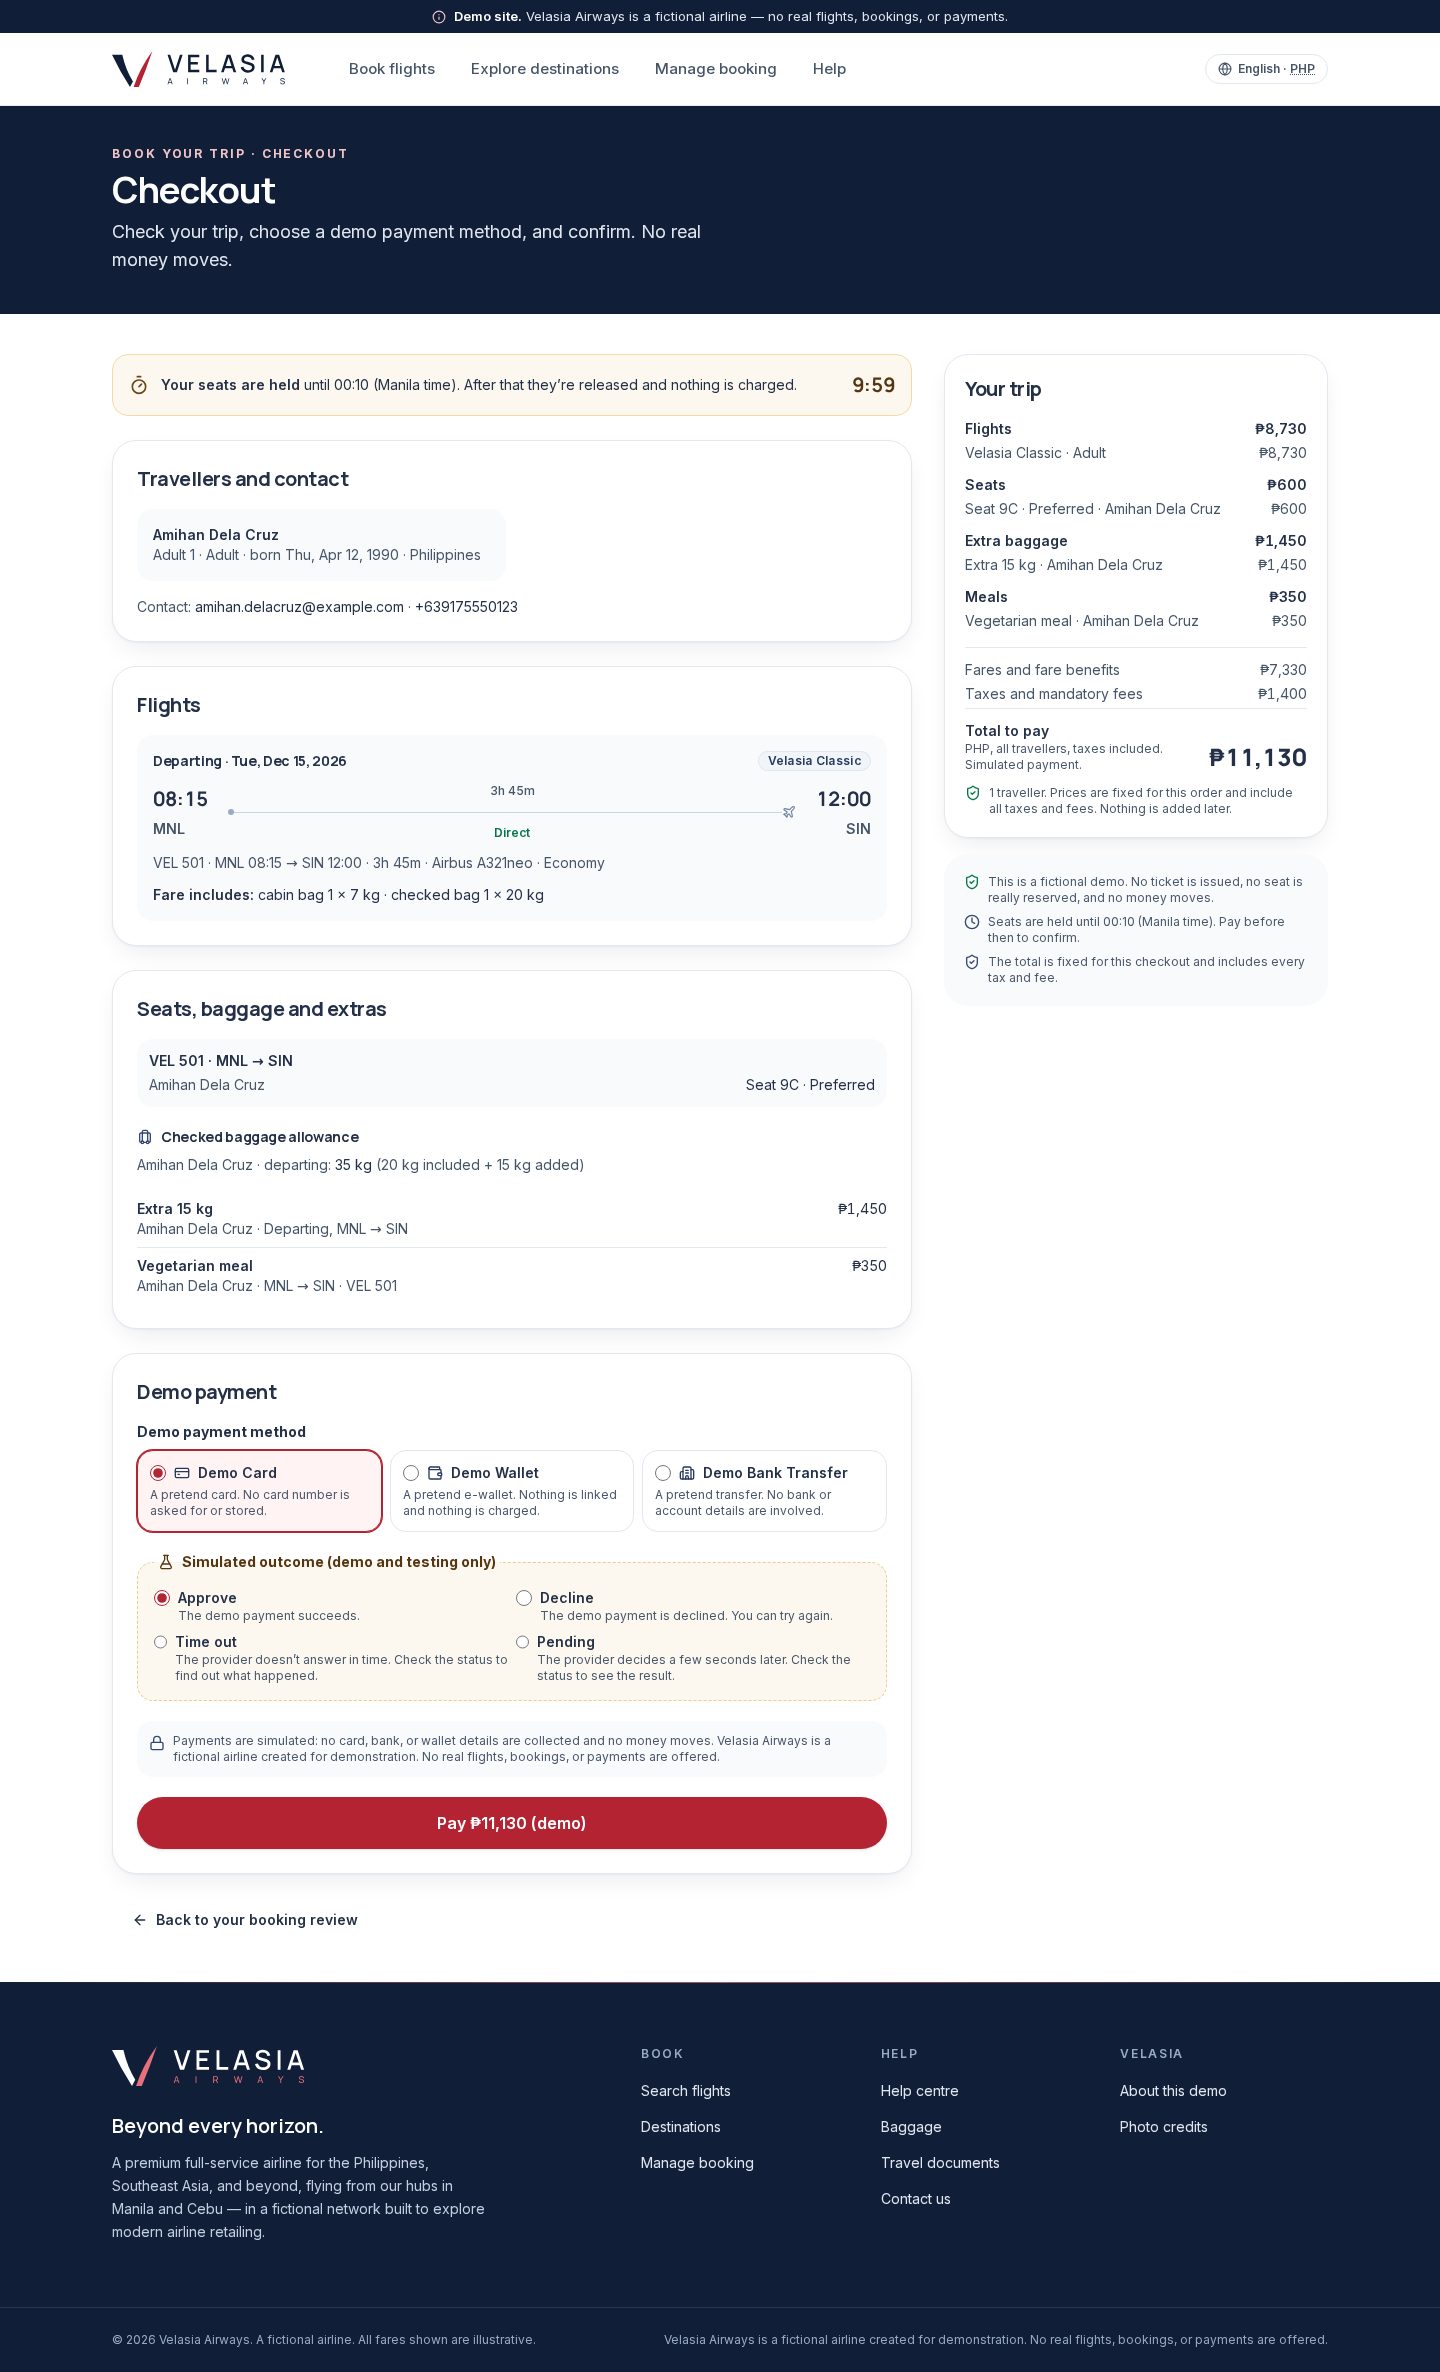 Demo site. Velasia Airways is a fictional airline — no real flights, bookings, or payments.
VELASIA
AIRWAYS
Book flights
Explore destinations
Manage booking
Help
English · PHP
BOOK YOUR TRIP · CHECKOUT
Checkout
Check your trip, choose a demo payment method, and confirm. No real
money moves.
Your seats are held until 00:10 (Manila time). After that they’re released and nothing is charged.
9:59
Travellers and contact
Amihan Dela Cruz
Adult 1 · Adult · born Thu, Apr 12, 1990 · Philippines
Contact: amihan.delacruz@example.com · +639175550123
Flights
Departing · Tue, Dec 15, 2026
Velasia Classic
08:15
3h 45m
12:00
MNL
Direct
SIN
VEL 501 · MNL 08:15 → SIN 12:00 · 3h 45m · Airbus A321neo · Economy
Fare includes: cabin bag 1 × 7 kg · checked bag 1 × 20 kg
Seats, baggage and extras
VEL 501 · MNL → SIN
Amihan Dela Cruz
Seat 9C · Preferred
Checked baggage allowance
Amihan Dela Cruz · departing: 35 kg (20 kg included + 15 kg added)
Extra 15 kg
₱1,450
Amihan Dela Cruz · Departing, MNL → SIN
Vegetarian meal
₱350
Amihan Dela Cruz · MNL → SIN · VEL 501
Demo payment
Demo payment method
Demo Card
A pretend card. No card number is
asked for or stored.
Demo Wallet
A pretend e-wallet. Nothing is linked
and nothing is charged.
Demo Bank Transfer
A pretend transfer. No bank or
account details are involved.
Simulated outcome (demo and testing only)
Approve
The demo payment succeeds.
Decline
The demo payment is declined. You can try again.
Time out
The provider doesn’t answer in time. Check the status to
find out what happened.
Pending
The provider decides a few seconds later. Check the
status to see the result.
Payments are simulated: no card, bank, or wallet details are collected and no money moves. Velasia Airways is a
fictional airline created for demonstration. No real flights, bookings, or payments are offered.
Pay ₱11,130 (demo)
Back to your booking review
Your trip
Flights
₱8,730
Velasia Classic · Adult
₱8,730
Seats
₱600
Seat 9C · Preferred · Amihan Dela Cruz
₱600
Extra baggage
₱1,450
Extra 15 kg · Amihan Dela Cruz
₱1,450
Meals
₱350
Vegetarian meal · Amihan Dela Cruz
₱350
Fares and fare benefits
₱7,330
Taxes and mandatory fees
₱1,400
Total to pay
PHP, all travellers, taxes included.
Simulated payment.
₱11,130
1 traveller. Prices are fixed for this order and include
all taxes and fees. Nothing is added later.
This is a fictional demo. No ticket is issued, no seat is
really reserved, and no money moves.
Seats are held until 00:10 (Manila time). Pay before
then to confirm.
The total is fixed for this checkout and includes every
tax and fee.
VELASIA
AIRWAYS
Beyond every horizon.
A premium full-service airline for the Philippines,
Southeast Asia, and beyond, flying from our hubs in
Manila and Cebu — in a fictional network built to explore
modern airline retailing.
BOOK
Search flights
Destinations
Manage booking
HELP
Help centre
Baggage
Travel documents
Contact us
VELASIA
About this demo
Photo credits
© 2026 Velasia Airways. A fictional airline. All fares shown are illustrative.
Velasia Airways is a fictional airline created for demonstration. No real flights, bookings, or payments are offered.